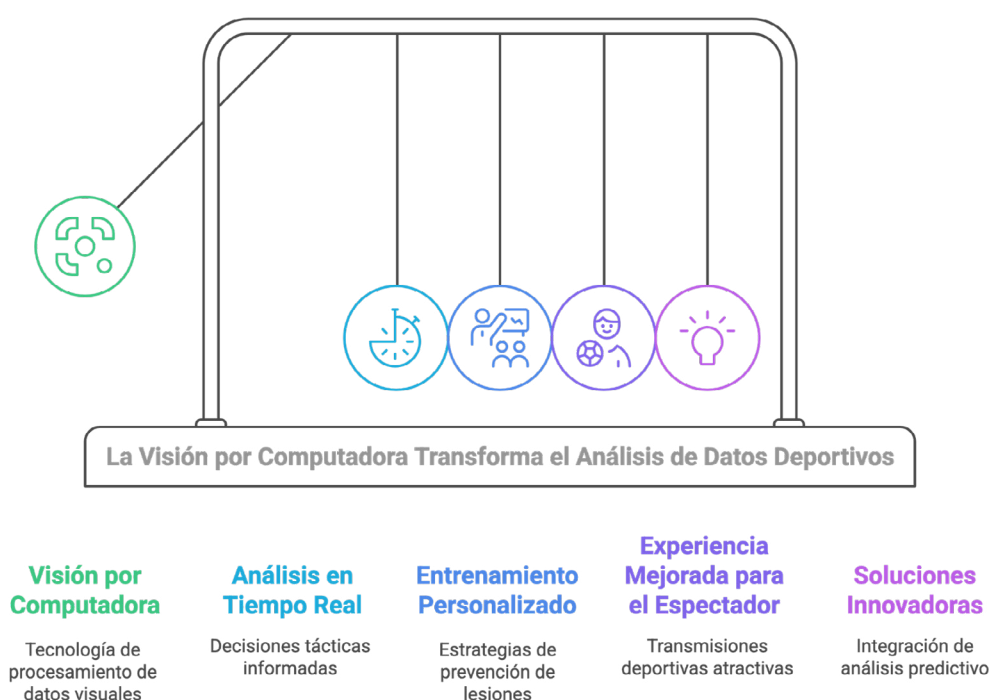 La Visión por Computadora Transforma el Análisis de Datos Deportivos
Visión por
Computadora
Tecnología de
procesamiento de
datos visuales
Análisis en
Tiempo Real
Decisiones tácticas
informadas
Entrenamiento
Personalizado
Estrategias de
prevención de
lesiones
Experiencia
Mejorada para
el Espectador
Transmisiones
deportivas atractivas
Soluciones
Innovadoras
Integración de
análisis predictivo